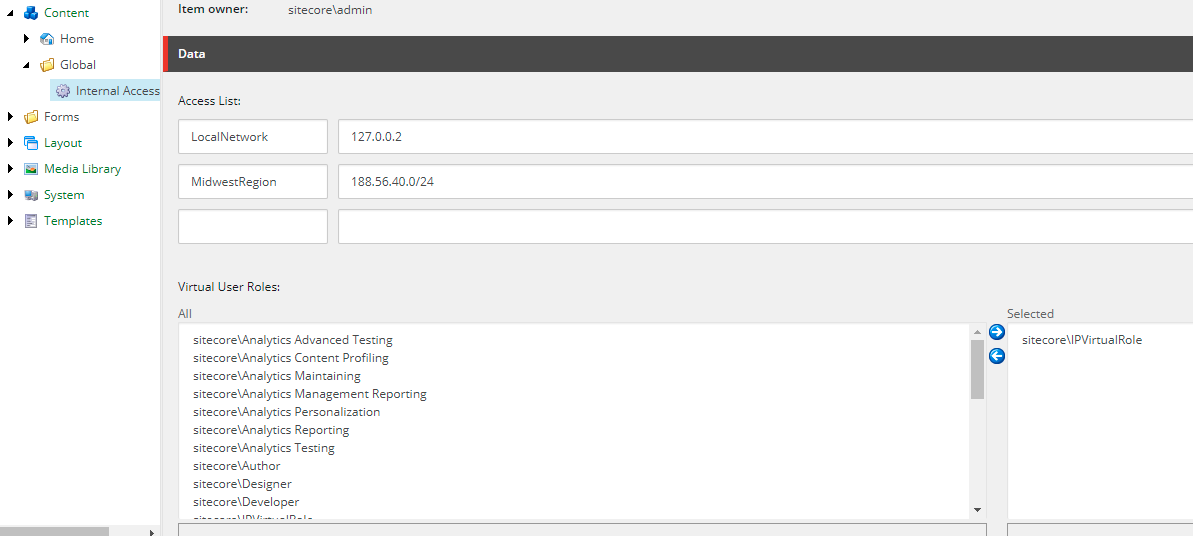 Content
Home
Global
Internal Access
Forms
Layout
Media Library
System
Templates
Item owner: sitecore\admin
Data
Access List:
LocalNetwork 127.0.0.2
MidwestRegion 188.56.40.0/24
Virtual User Roles:
All
sitecore\Analytics Advanced Testing
sitecore\Analytics Content Profiling
sitecore\Analytics Maintaining
sitecore\Analytics Management Reporting
sitecore\Analytics Personalization
sitecore\Analytics Reporting
sitecore\Analytics Testing
sitecore\Author
sitecore\Designer
sitecore\Developer
sitecore\IPVirtualRole
Selected
sitecore\IPVirtualRole